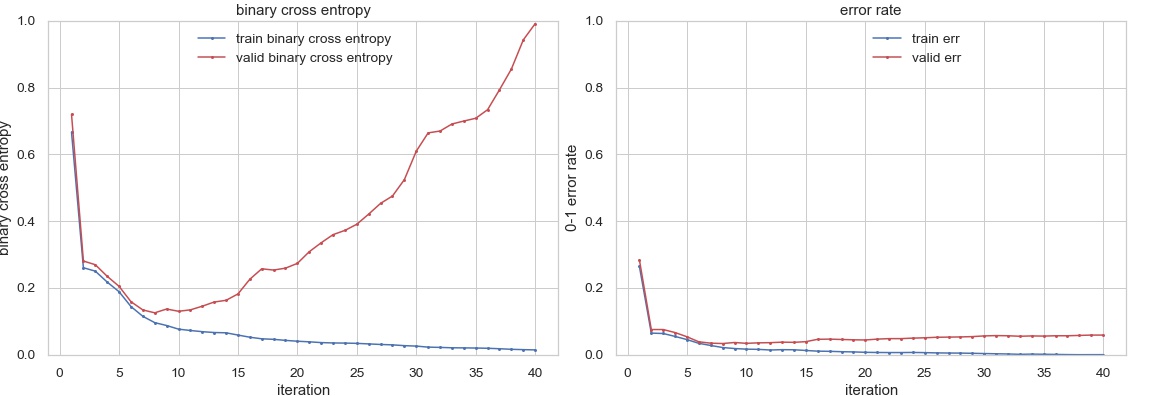 binary cross entropy
train binary cross entropy
valid binary cross entropy
1.0
0.8
0.6
0.4
0.2
0.0
binary cross entropy
0 5 10 15 20 25 30 35 40
iteration
error rate
train err
valid err
1.0
0.8
0.6
0.4
0.2
0.0
0-1 error rate
0 5 10 15 20 25 30 35 40
iteration